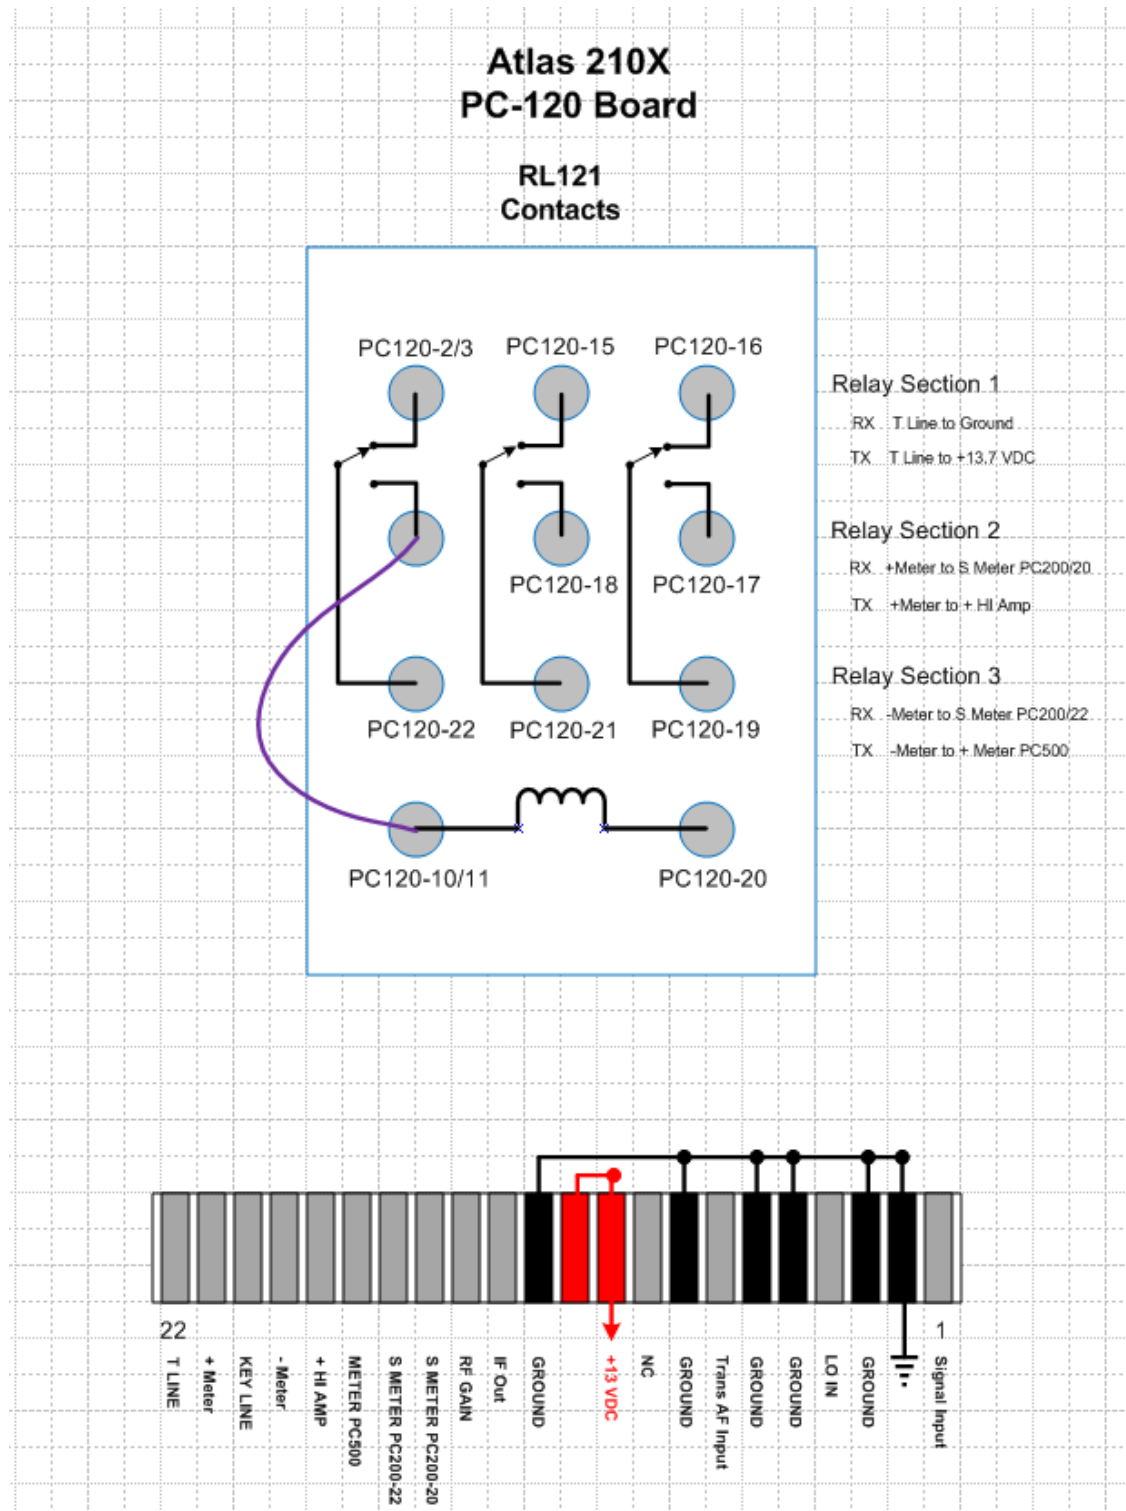 Atlas 210X
PC-120 Board
RL121
Contacts
PC120-2/3
PC120-15
PC120-16
Relay Section 1
RX T Line to Ground
TX T Line to +13.7 VDC
Relay Section 2
PC120-18
PC120-17
RX +Meter to S Meter PC200/20
TX +Meter to + HI Amp
Relay Section 3
PC120-22
PC120-21
PC120-19
RX -Meter to S Meter PC200/22
TX -Meter to + Meter PC500
PC120-10/11
PC120-20
22
1
T LINE
+ Meter
KEY LINE
- Meter
+ HI AMP
METER PC500
S METER PC200-22
S METER PC200-20
RF GAIN
IF Out
GROUND
+13 VDC
NC
GROUND
Trans AF Input
GROUND
GROUND
LO IN
GROUND
Signal Input